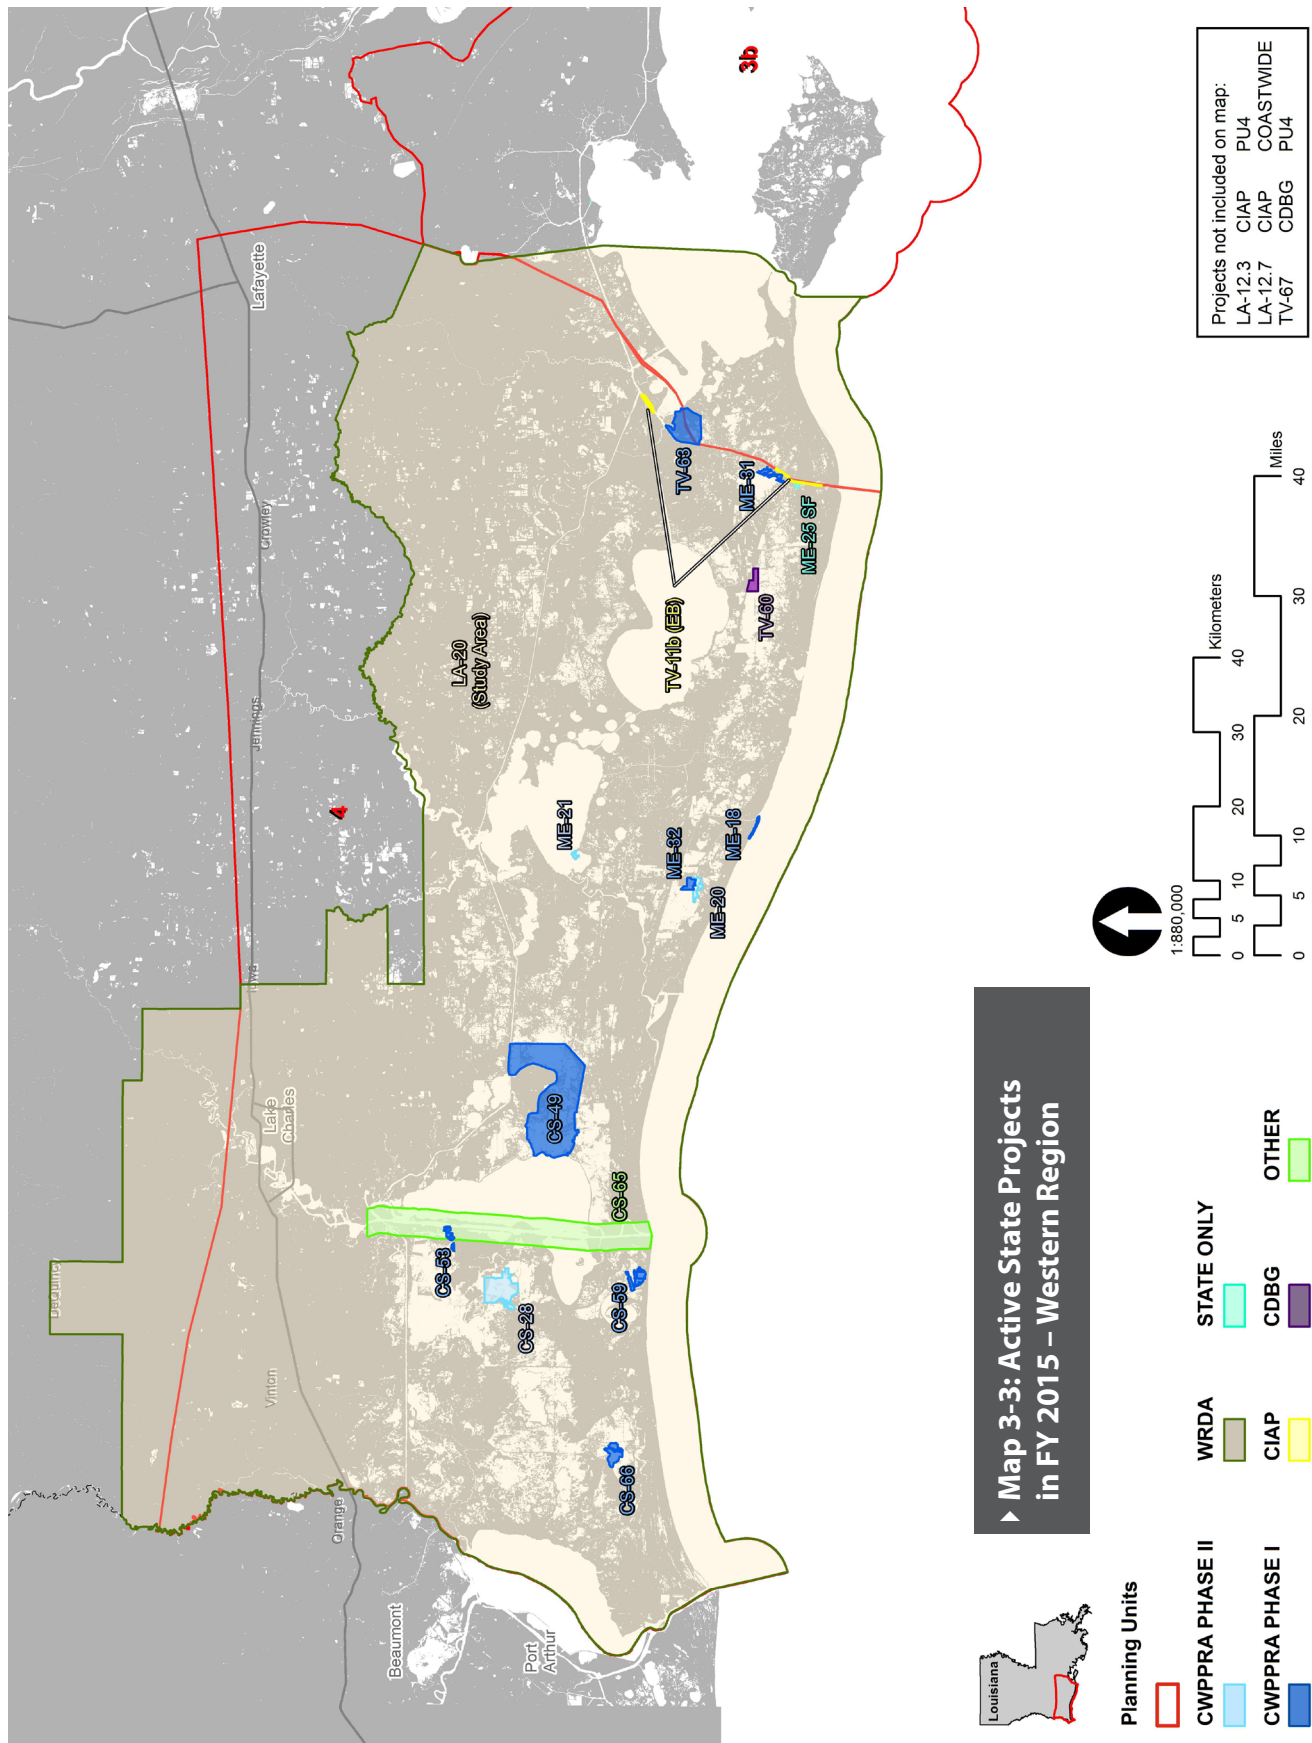 3b
Lafayette
Crowley
Jennings
4
Iowa
Lake
Charles
DeQuincy
Vinton
Orange
Beaumont
Port
Arthur
LA-20
(Study Area)
TV-63
ME-31
ME-25 SF
TV-11b (EB)
TV-60
ME-21
ME-32
ME-18
ME-20
CS-49
CS-65
CS-53
CS-28
CS-59
CS-66
Projects not included on map:
LA-12.3 CIAP PU4
LA-12.7 CIAP COASTWIDE
TV-67 CDBG PU4
1:880,000
0 5 10 20 30 40
Kilometers
0 5 10 20 30 40
Miles
Map 3-3: Active State Projects
in FY 2015 – Western Region
Louisiana
Planning Units
CWPPRA PHASE II
CWPPRA PHASE I
WRDA
CIAP
STATE ONLY
CDBG
OTHER